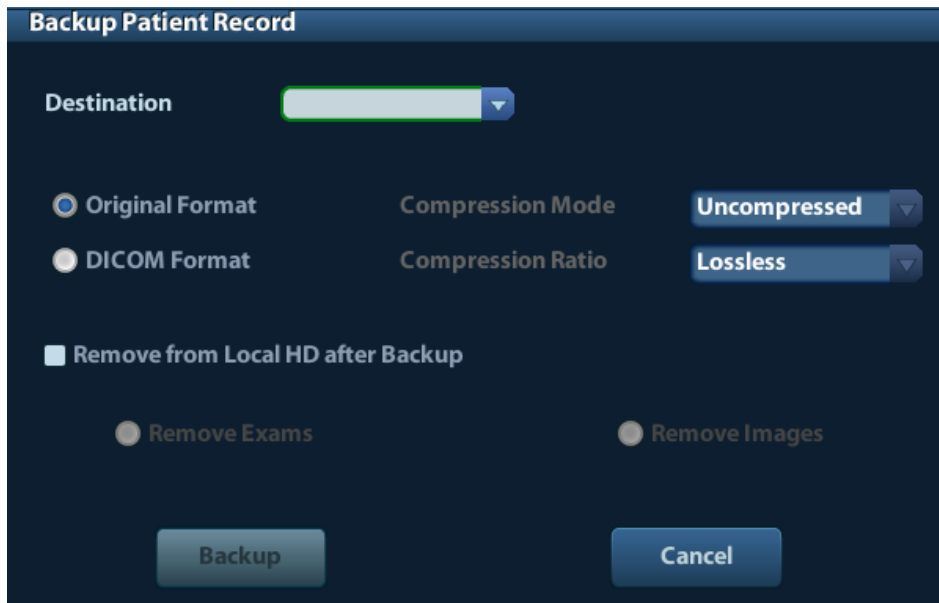 Backup Patient Record
Destination
Original Format Compression Mode Uncompressed
DICOM Format Compression Ratio Lossless
Remove from Local HD after Backup
Remove Exams Remove Images
Backup Cancel